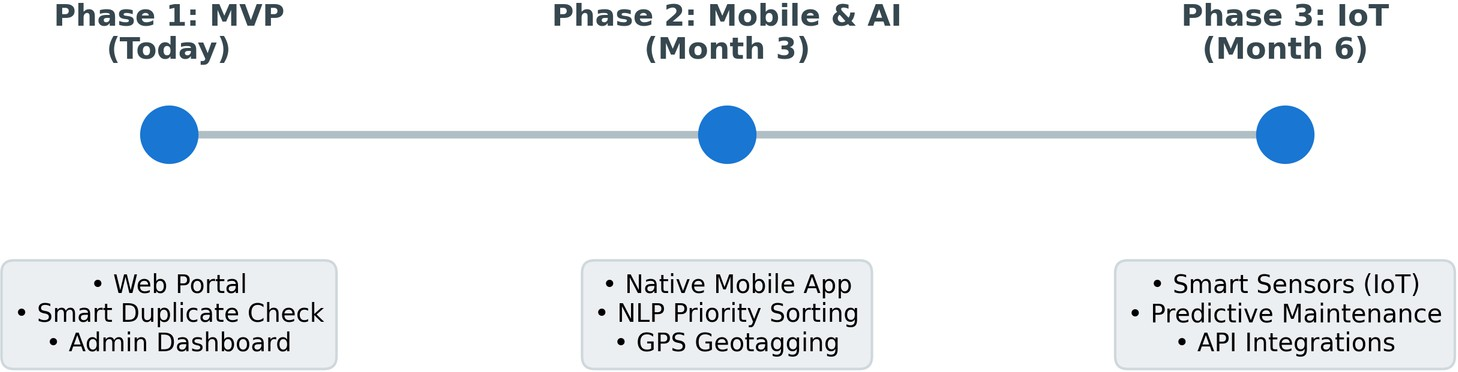 Phase 1: MVP
(Today)
Phase 2: Mobile & AI
(Month 3)
Phase 3: IoT
(Month 6)
• Web Portal
• Smart Duplicate Check
• Admin Dashboard
• Native Mobile App
• NLP Priority Sorting
• GPS Geotagging
• Smart Sensors (IoT)
• Predictive Maintenance
• API Integrations